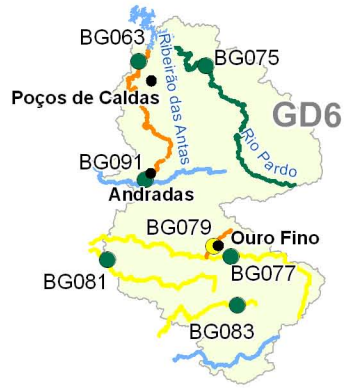 BG063
Ribeirão das Antas
BG075
Poços de Caldas
GD6
Rio Pardo
BG091
Andradas
BG079
Ouro Fino
BG081
BG077
BG083